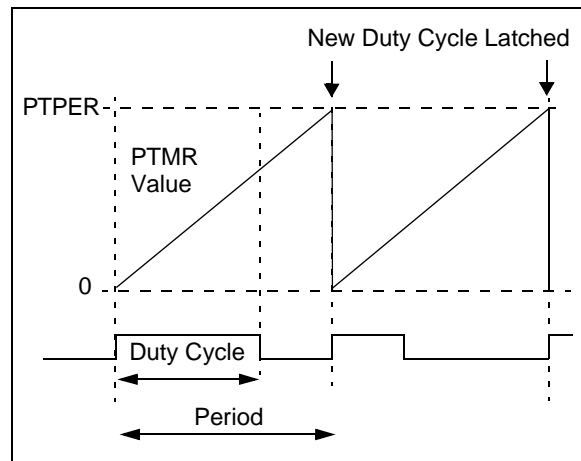 New Duty Cycle Latched
PTPER
PTMR
Value
0
Duty Cycle
Period